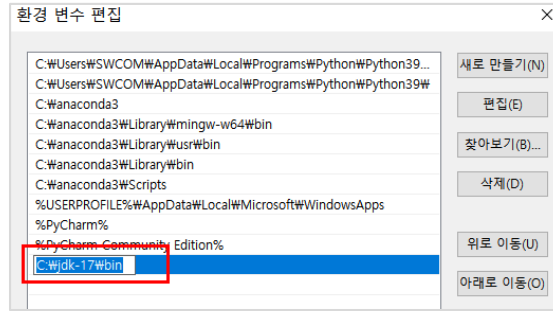 환경 변수 편집
C:₩Users₩SWCOM₩AppData₩Local₩Programs₩Python₩Python39...
C:₩Users₩SWCOM₩AppData₩Local₩Programs₩Python₩Python39₩
C:₩anaconda3
C:₩anaconda3₩Library₩mingw-w64₩bin
C:₩anaconda3₩Library₩usr₩bin
C:₩anaconda3₩Library₩bin
C:₩anaconda3₩Scripts
%USERPROFILE%₩AppData₩Local₩Microsoft₩WindowsApps
%PyCharm%
%PyCharm Community Edition%
C:₩jdk-17₩bin
새로 만들기(N)
편집(E)
찾아보기(B)...
삭제(D)
위로 이동(U)
아래로 이동(O)